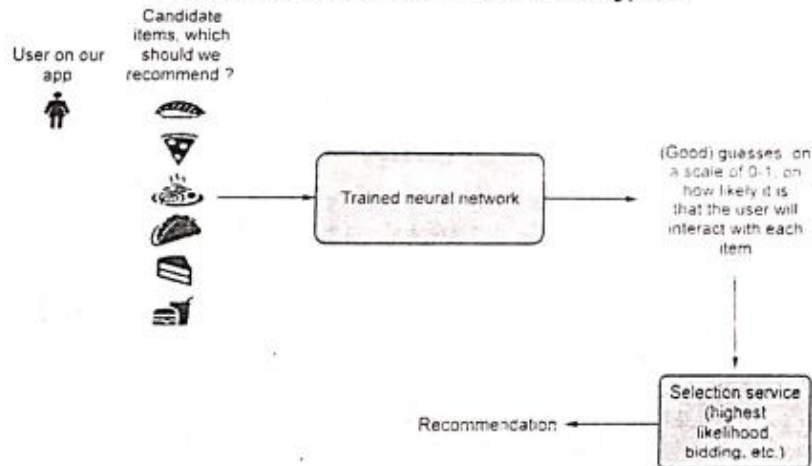 Candidate
items, which
should we
recommend ?
User on our
app
Trained neural network
(Good) guasses on
a scale of 0-1, on
how likely it is
that the user will
interact with each
item
Selection service
(highest
likelihood
bidding, etc.)
Recommendation